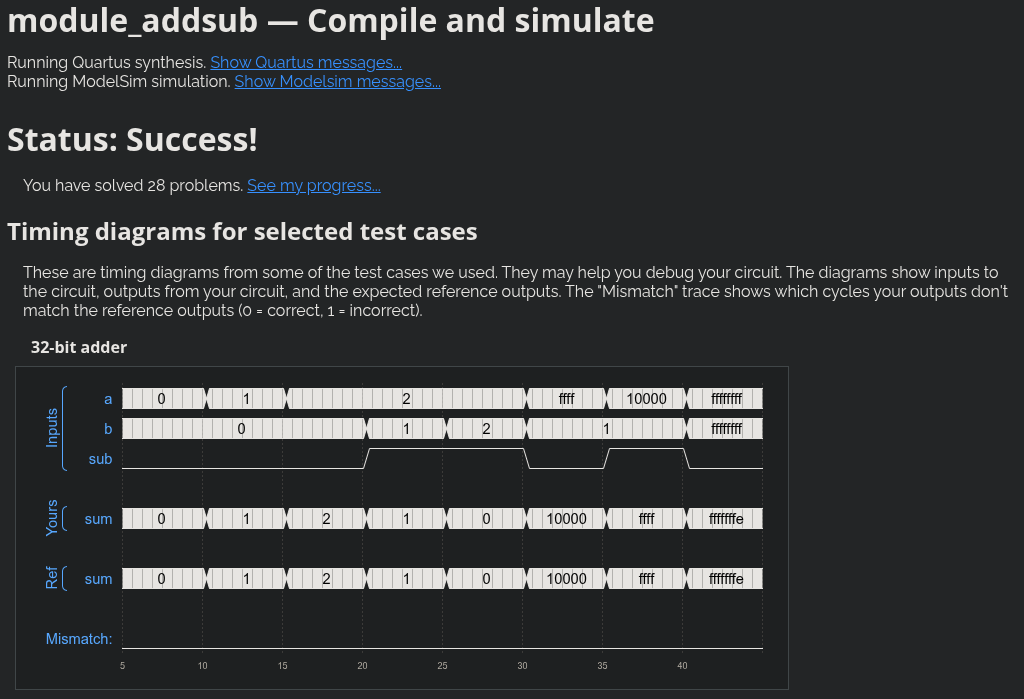 module_addsub — Compile and simulate
Running Quartus synthesis. Show Quartus messages...
Running ModelSim simulation. Show Modelsim messages...
Status: Success!
You have solved 28 problems. See my progress...
Timing diagrams for selected test cases
These are timing diagrams from some of the test cases we used. They may help you debug your circuit. The diagrams show inputs to
the circuit, outputs from your circuit, and the expected reference outputs. The "Mismatch" trace shows which cycles your outputs don't
match the reference outputs (0 = correct, 1 = incorrect).
32-bit adder
Inputs
a 0 1 2 ffff 10000 ffffffff
b 0 1 2 1 ffffffff
sub
Yours
sum 0 1 2 1 0 10000 ffff fffffffe
Ref
sum 0 1 2 1 0 10000 ffff fffffffe
Mismatch:
5 10 15 20 25 30 35 40